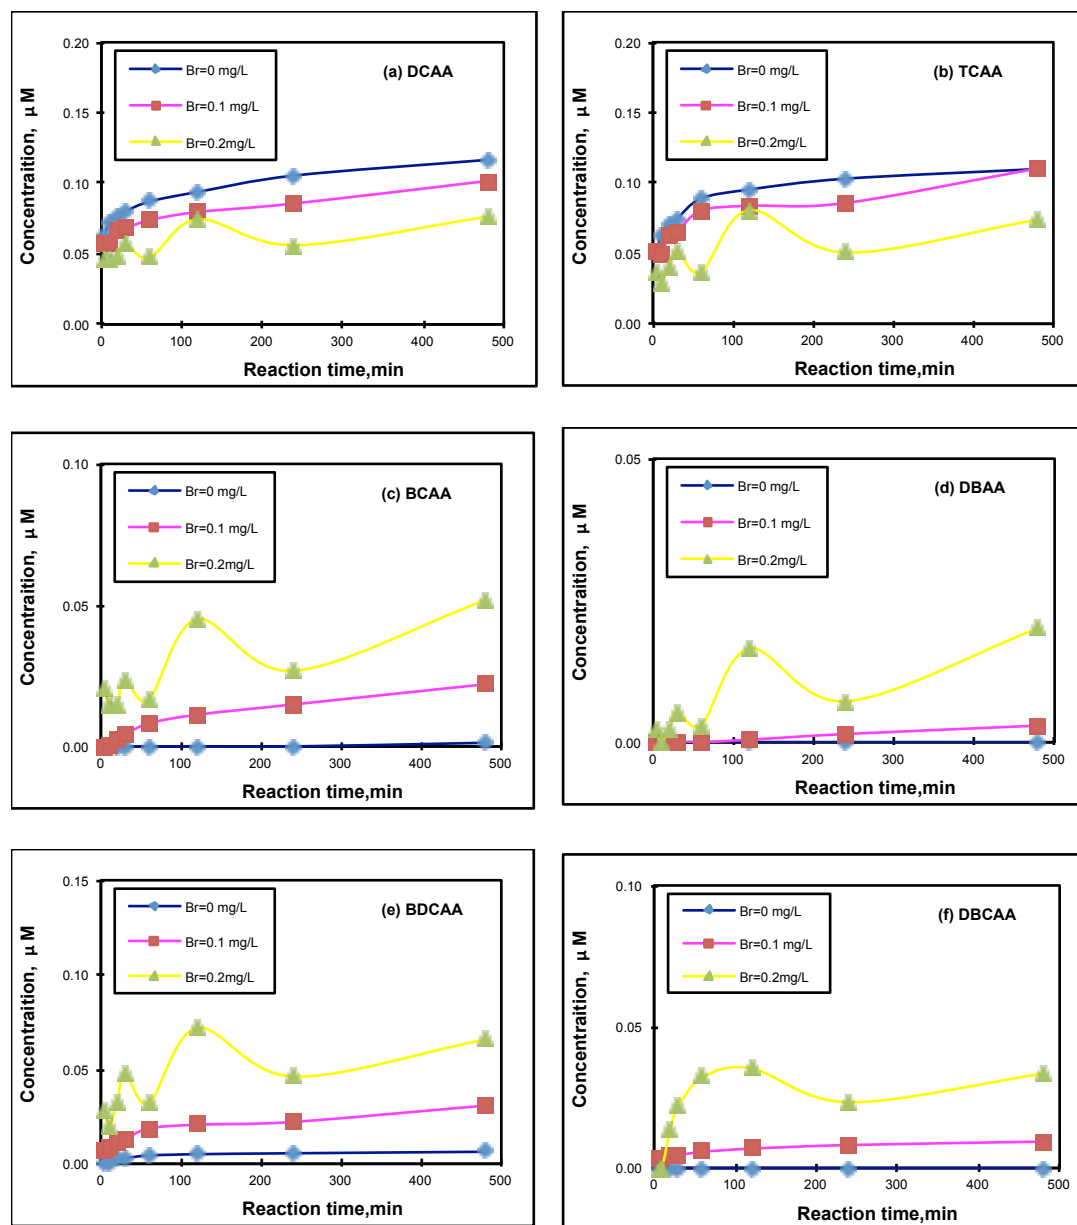 (a) DCAA
Br=0 mg/L
Br=0.1 mg/L
Br=0.2mg/L
0.20
0.15
0.10
0.05
0.00
0 100 200 300 400 500
Concentraition, μ M
Reaction time,min
(b) TCAA
Br=0 mg/L
Br=0.1 mg/L
Br=0.2mg/L
0.20
0.15
0.10
0.05
0.00
0 100 200 300 400 500
Concentraition, μ M
Reaction time,min
(c) BCAA
Br=0 mg/L
Br=0.1 mg/L
Br=0.2mg/L
0.10
0.05
0.00
0 100 200 300 400 500
Concentraition, μ M
Reaction time,min
(d) DBAA
Br=0 mg/L
Br=0.1 mg/L
Br=0.2mg/L
0.05
0.00
0 100 200 300 400 500
Concentraition, μ M
Reaction time,min
(e) BDCAA
Br=0 mg/L
Br=0.1 mg/L
Br=0.2mg/L
0.15
0.10
0.05
0.00
0 100 200 300 400 500
Concentraition, μ M
Reaction time,min
(f) DBCAA
Br=0 mg/L
Br=0.1 mg/L
Br=0.2mg/L
0.10
0.05
0.00
0 100 200 300 400 500
Concentraition, μ M
Reaction time,min